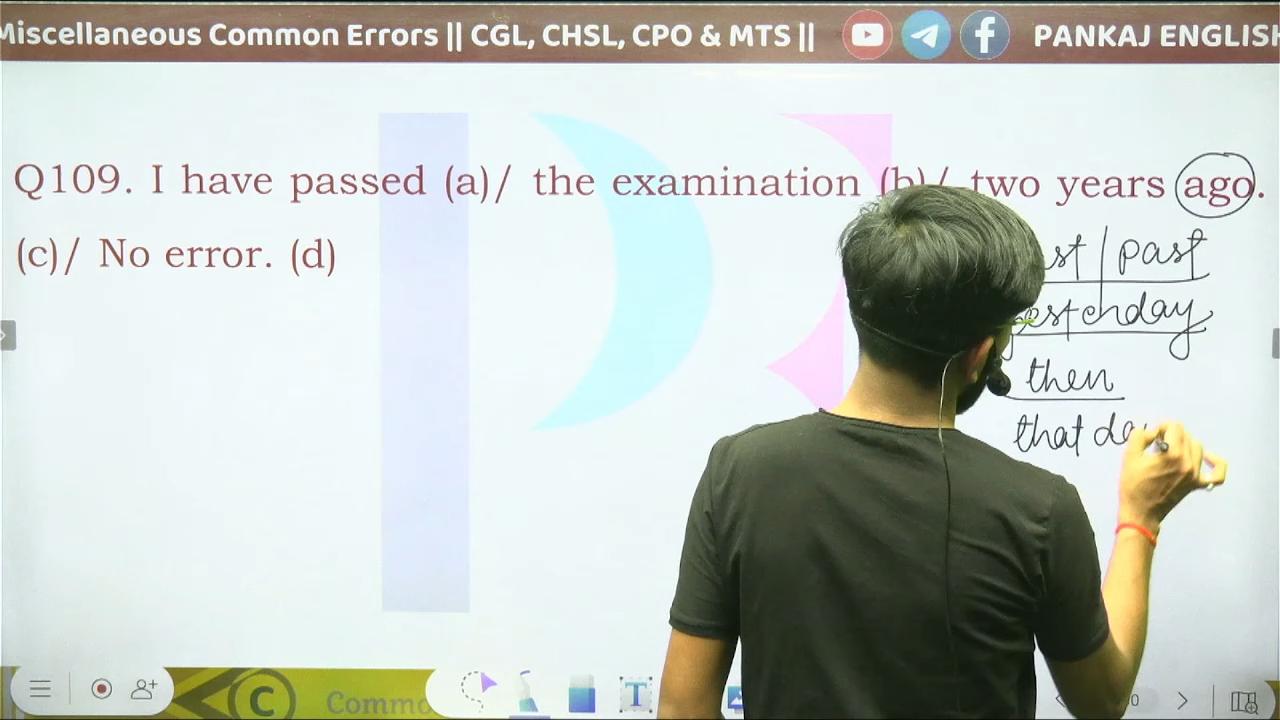 Miscellaneous Common Errors || CGL, CHSL, CPO & MTS || PANKAJ ENGLISH
Q109. I have passed (a)/ the examination (b)/ two years ago.
(c)/ No error. (d)
past
yesterday
then
that
C
T